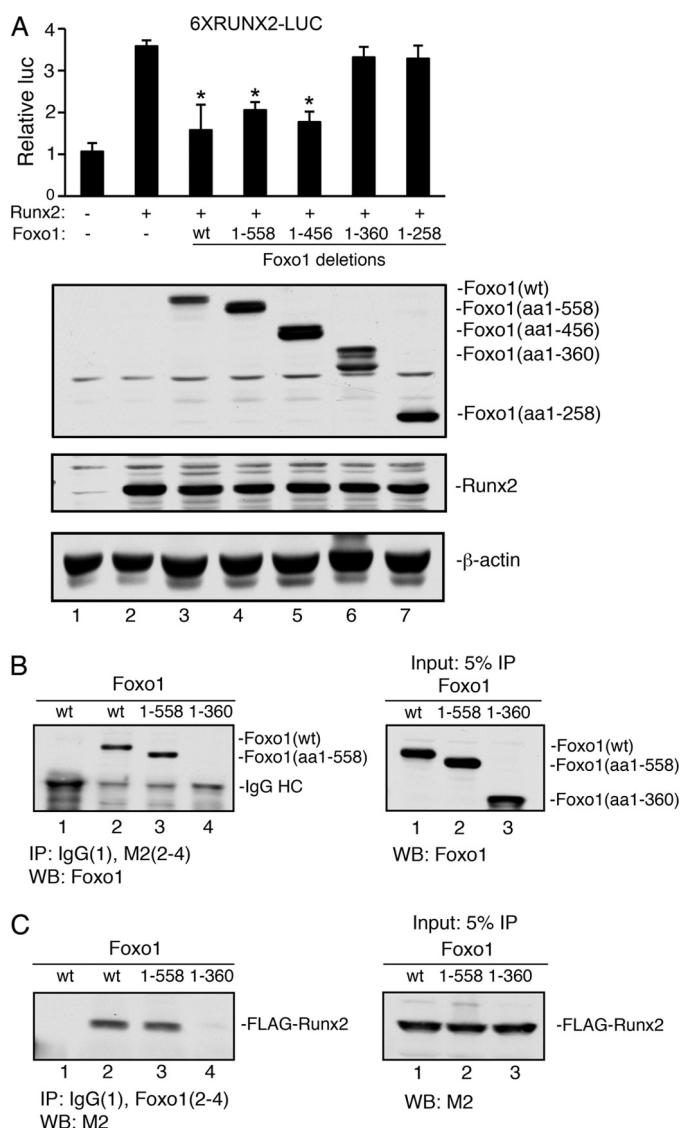 A
6XRUNX2-LUC
Relative luc
4
3
2
1
0
* * *
Runx2: - + + + + + +
Foxo1: - - wt 1-558 1-456 1-360 1-258
Foxo1 deletions
-Foxo1(wt)
-Foxo1(aa1-558)
-Foxo1(aa1-456)
-Foxo1(aa1-360)
-Foxo1(aa1-258)
-Runx2
-β-actin
1 2 3 4 5 6 7
B
Foxo1
wt wt 1-558 1-360
-Foxo1(wt)
-Foxo1(aa1-558)
-IgG HC
1 2 3 4
IP: IgG(1), M2(2-4)
WB: Foxo1
Input: 5% IP
Foxo1
wt 1-558 1-360
-Foxo1(wt)
-Foxo1(aa1-558)
-Foxo1(aa1-360)
1 2 3
WB: Foxo1
C
Foxo1
wt wt 1-558 1-360
-FLAG-Runx2
1 2 3 4
IP: IgG(1), Foxo1(2-4)
WB: M2
Input: 5% IP
Foxo1
wt 1-558 1-360
-FLAG-Runx2
1 2 3
WB: M2